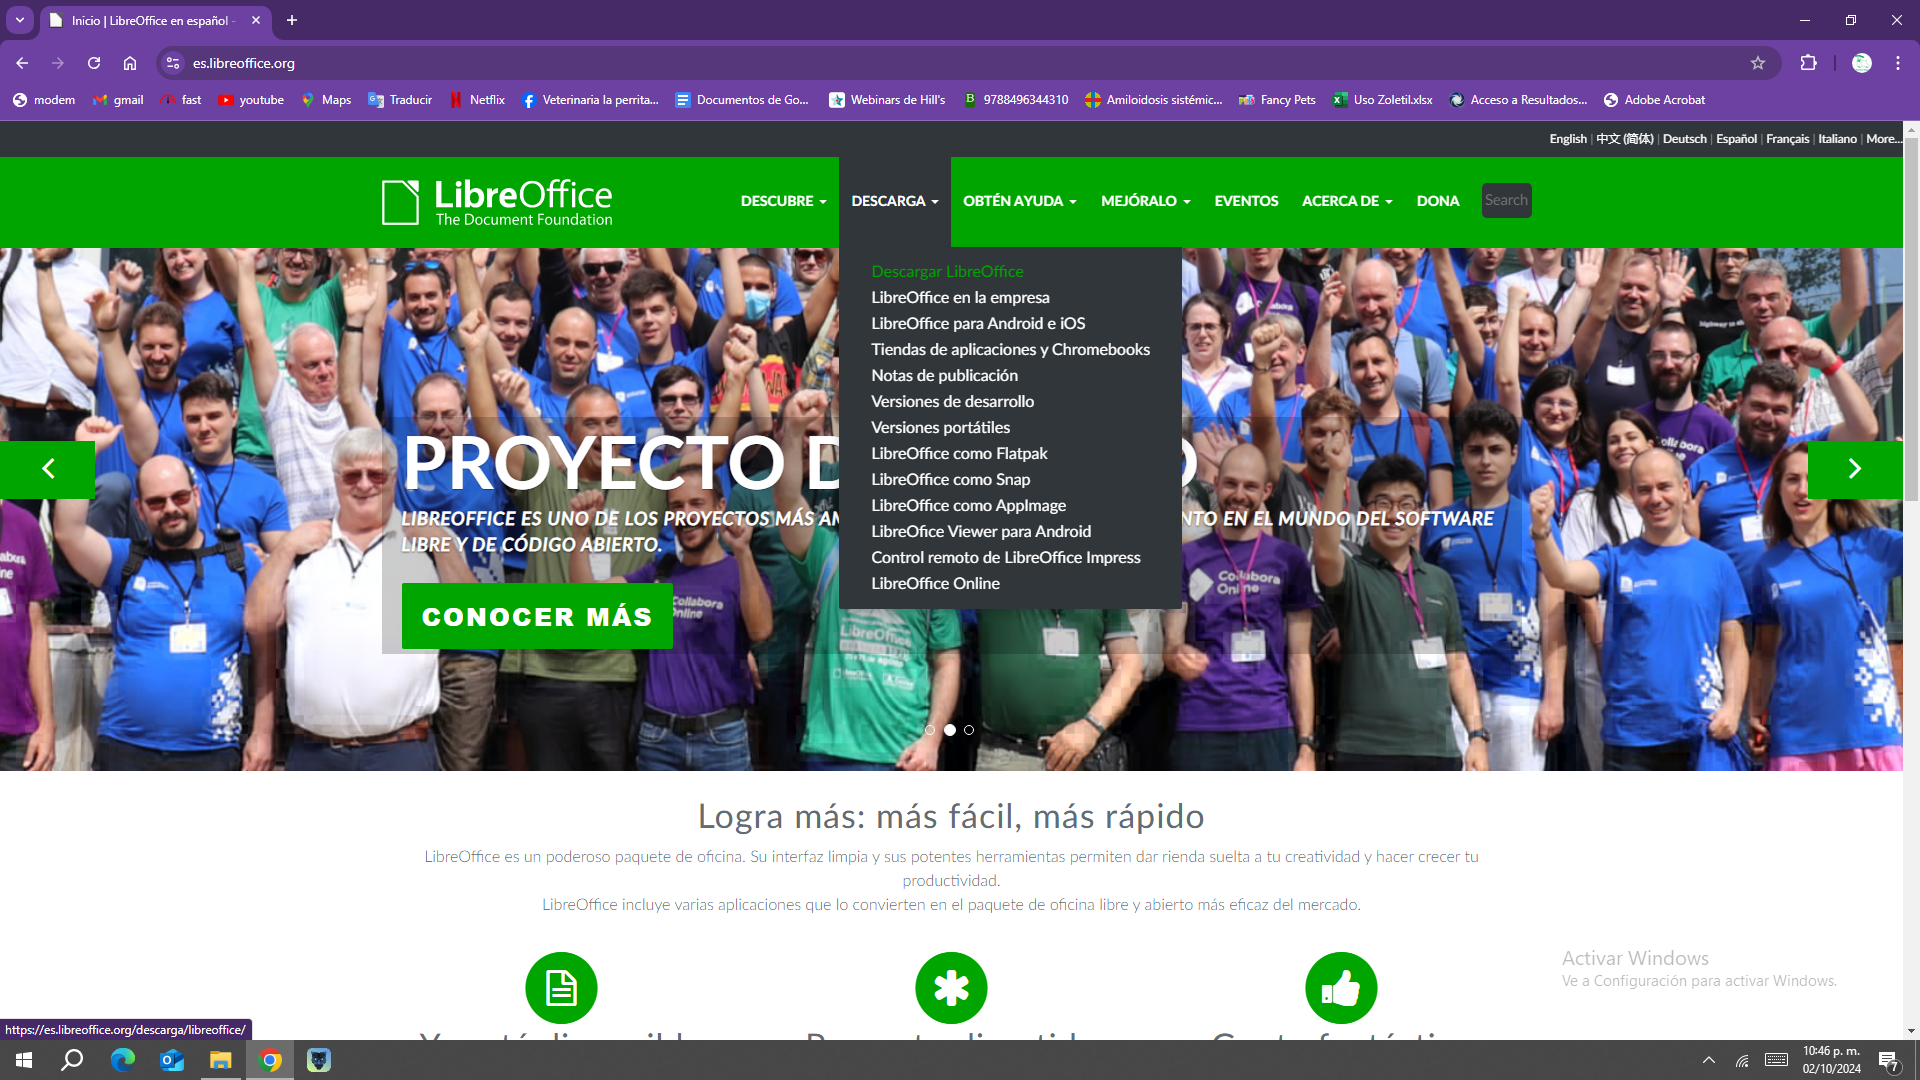 Inicio | LibreOffice en español -
es.libreoffice.org
modem
gmail
fast
youtube
Maps
Traducir
Netflix
Veterinaria la perrita...
Documentos de Go...
Webinars de Hill's
9788496344310
Amiloidosis sistémic...
Fancy Pets
Uso Zoletil.xlsx
Acceso a Resultados...
Adobe Acrobat
English | 中文 (简体) | Deutsch | Español | Français | Italiano | More...
LibreOffice
The Document Foundation
DESCUBRE
DESCARGA
OBTÉN AYUDA
MEJÓRALO
EVENTOS
ACERCA DE
DONA
Search
Descargar LibreOffice
LibreOffice en la empresa
LibreOffice para Android e iOS
Tiendas de aplicaciones y Chromebooks
Notas de publicación
Versiones de desarrollo
Versiones portátiles
LibreOffice como Flatpak
LibreOffice como Snap
LibreOffice como AppImage
LibreOfice Viewer para Android
Control remoto de LibreOffice Impress
LibreOffice Online
PROYECTO D
LIBREOFFICE ES UNO DE LOS PROYECTOS MÁS AM
NTO EN EL MUNDO DEL SOFTWARE
LIBRE Y DE CÓDIGO ABIERTO.
CONOCER MÁS
Collabora
Online
Collabora
Online
LibreOffice
Logra más: más fácil, más rápido
LibreOffice es un poderoso paquete de oficina. Su interfaz limpia y sus potentes herramientas permiten dar rienda suelta a tu creatividad y hacer crecer tu
productividad.
LibreOffice incluye varias aplicaciones que lo convierten en el paquete de oficina libre y abierto más eficaz del mercado.
Activar Windows
Ve a Configuración para activar Windows.
https://es.libreoffice.org/descarga/libreoffice/
10:46 p. m.
02/10/2024
7